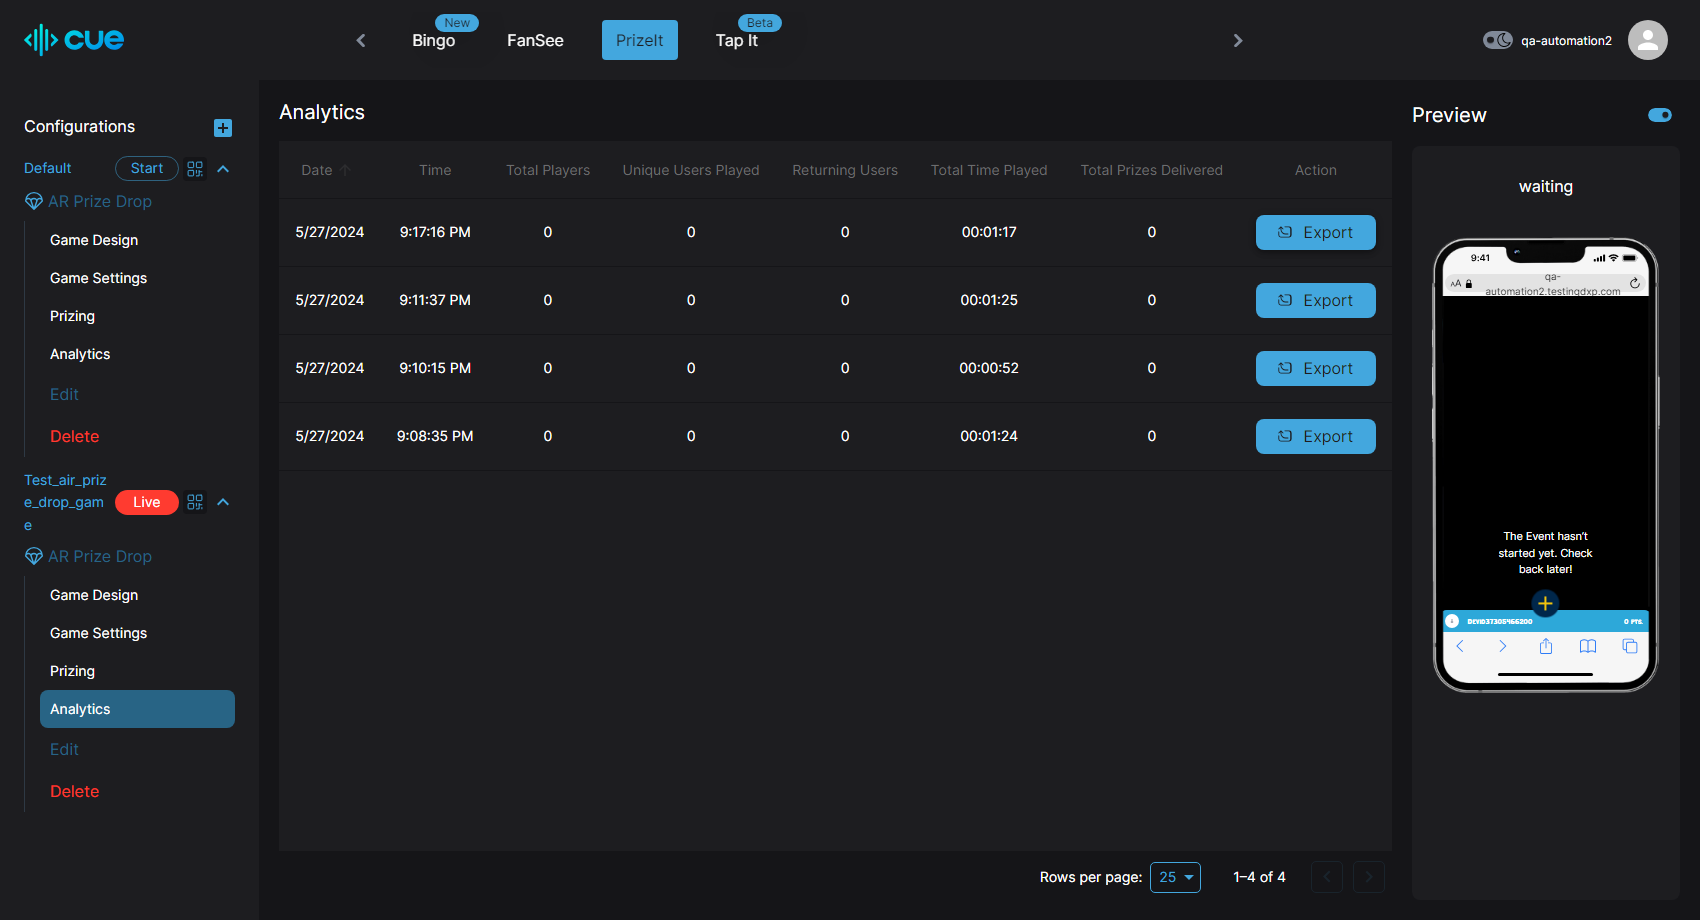 cue
New
Bingo
FanSee
PrizeIt
Beta
Tap It
qa-automation2
Configurations
Default
Start
AR Prize Drop
Game Design
Game Settings
Prizing
Analytics
Edit
Delete
Test_air_priz
e_drop_gam
e
Live
AR Prize Drop
Game Design
Game Settings
Prizing
Analytics
Edit
Delete
Analytics
Date Time Total Players Unique Users Played Returning Users Total Time Played Total Prizes Delivered Action
5/27/2024 9:17:16 PM 0 0 0 00:01:17 0 Export
5/27/2024 9:11:37 PM 0 0 0 00:01:25 0 Export
5/27/2024 9:10:15 PM 0 0 0 00:00:52 0 Export
5/27/2024 9:08:35 PM 0 0 0 00:01:24 0 Export
Rows per page: 25 1–4 of 4
Preview
waiting
9:41
AA
qa-
automation2.testingdxp.com
The Event hasn't
started yet. Check
back later!
0 PTS.